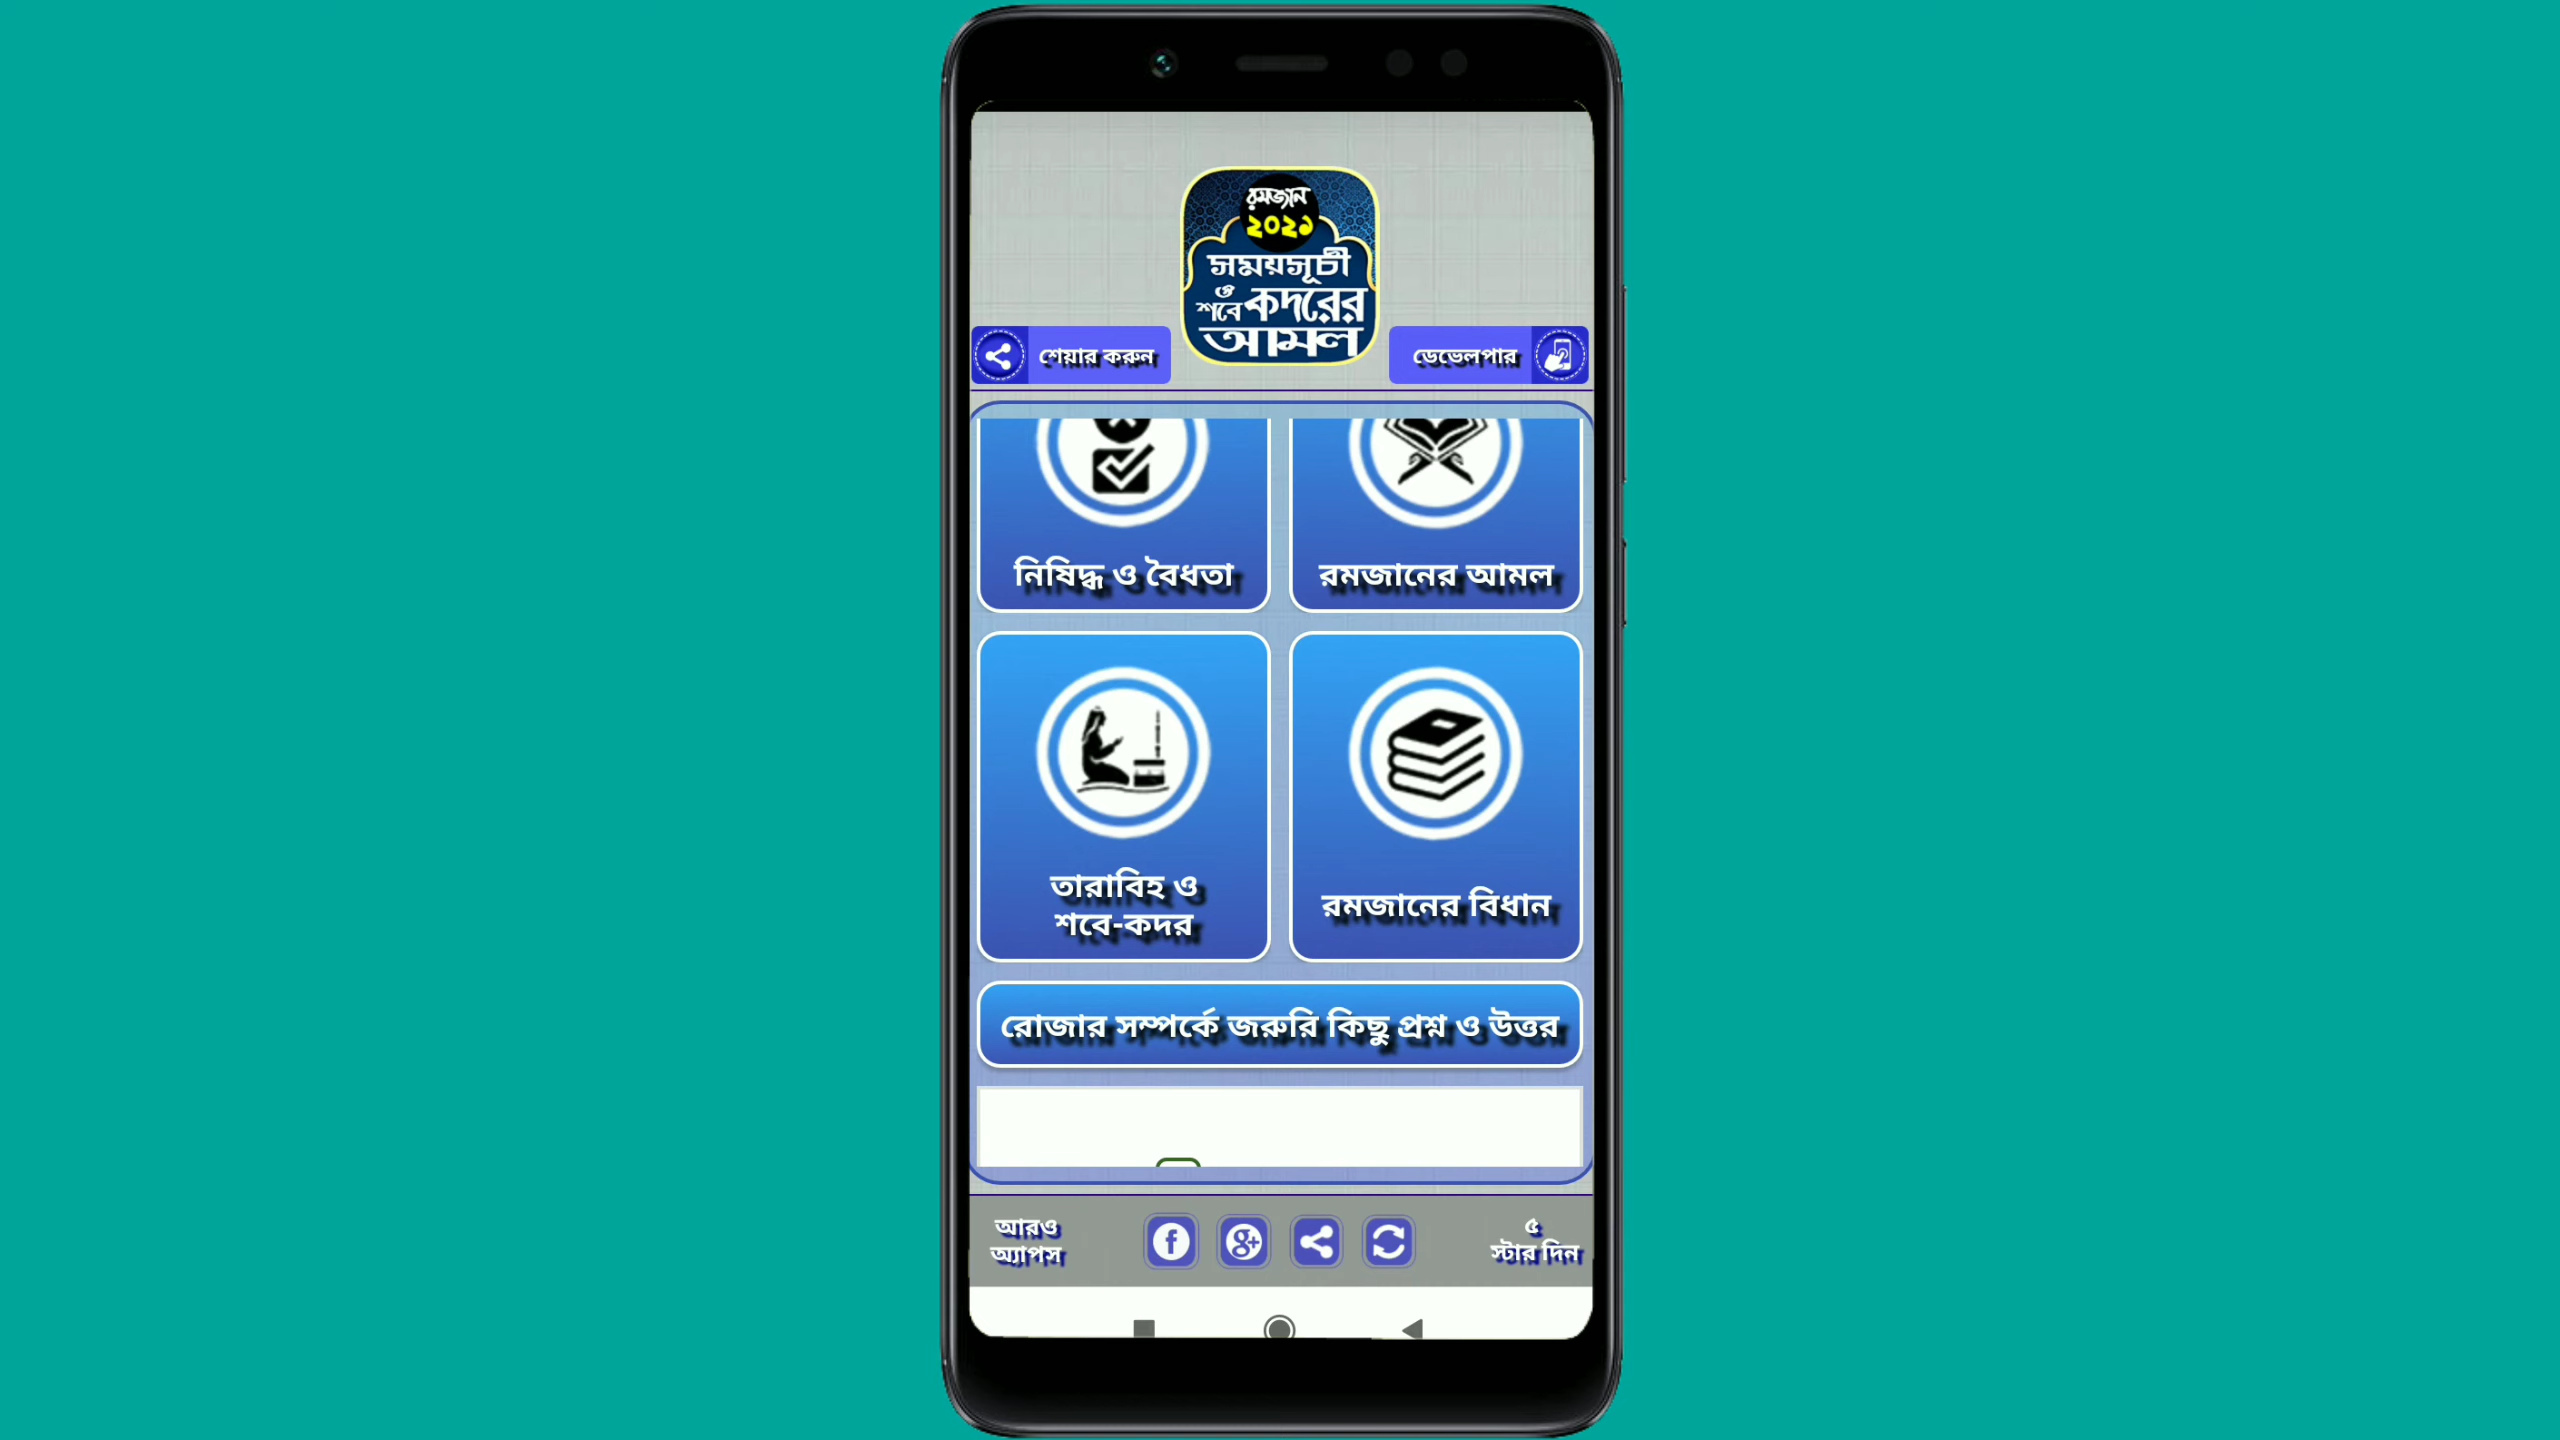 রমজান
২০২১
সময়সূচী
ও
শবে কদরের
আমল
শেয়ার করুন
ডেভেলপার
নিষিদ্ধ ও বৈধতা
রমজানের আমল
তারাবিহ ও
শবে-কদর
রমজানের বিধান
রোজার সম্পর্কে জরুরি কিছু প্রশ্ন ও উত্তর
আরও
অ্যাপস
f
g+
৫
স্টার দিন